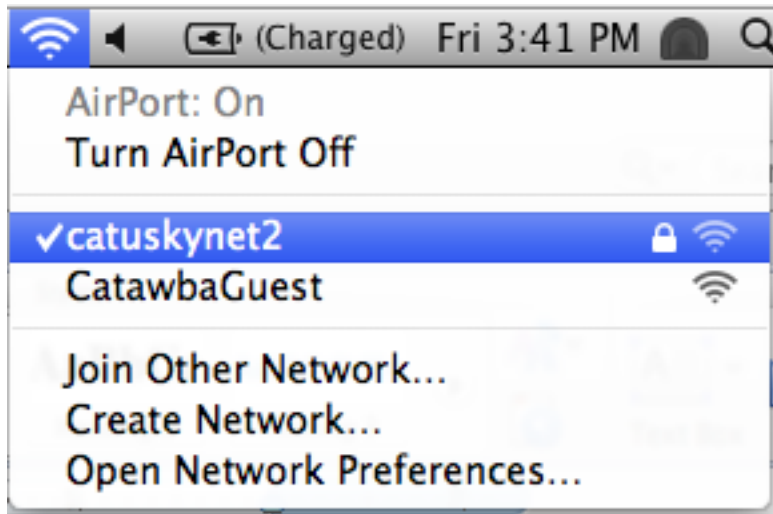 (Charged) Fri 3:41 PM
AirPort: On
Turn AirPort Off
✓catuskynet2
CatawbaGuest
Join Other Network...
Create Network...
Open Network Preferences...